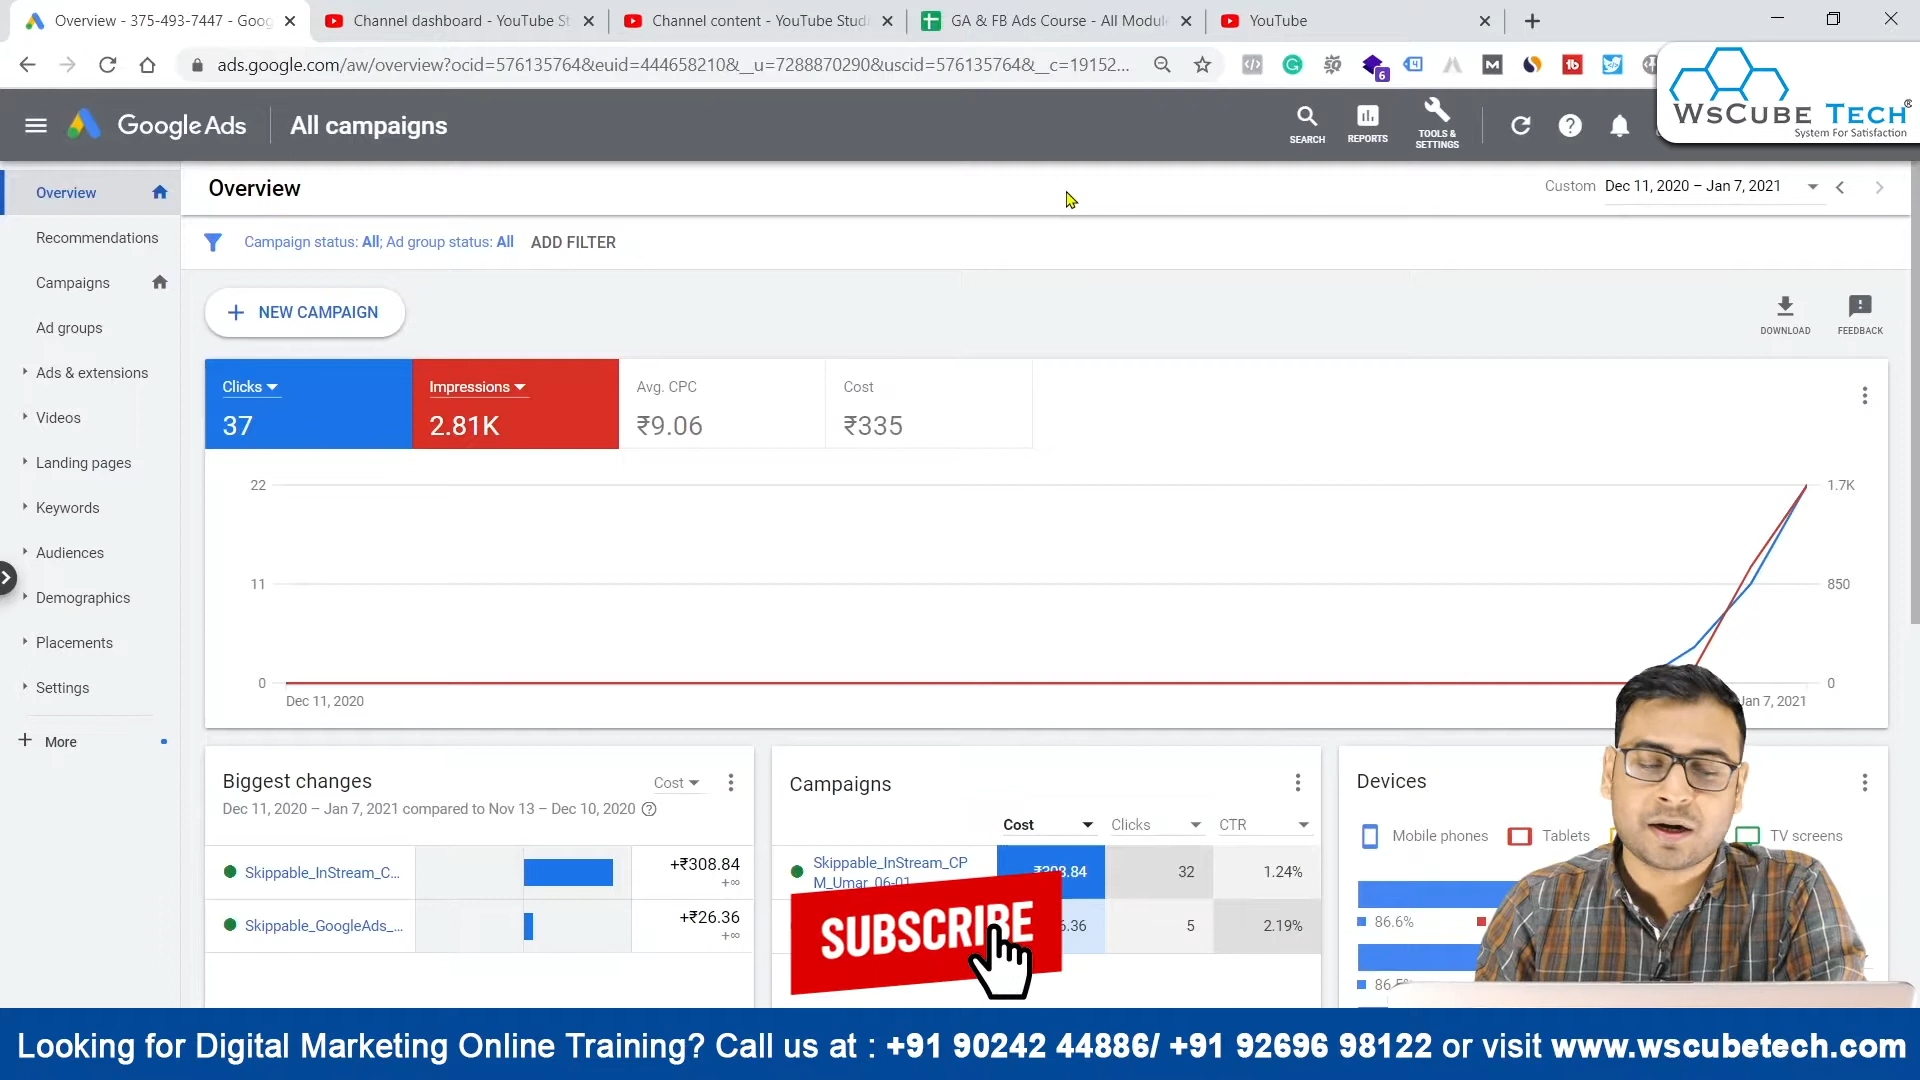 Overview - 375-493-7447 - Goog
Channel dashboard - YouTube St
Channel content - YouTube Studi
GA & FB Ads Course - All Modul
YouTube
ads.google.com/aw/overview?ocid=576135764&euid=444658210&__u=7288870290&uscid=576135764&__c=19152...
6
WsCube Tech
System For Satisfaction
Google Ads
All campaigns
SEARCH
REPORTS
TOOLS &
SETTINGS
Overview
Recommendations
Campaigns
Ad groups
Ads & extensions
Videos
Landing pages
Keywords
Audiences
Demographics
Placements
Settings
More
Overview
Custom Dec 11, 2020 – Jan 7, 2021
Campaign status: All; Ad group status: All ADD FILTER
NEW CAMPAIGN
DOWNLOAD
FEEDBACK
Clicks
37
Impressions
2.81K
Avg. CPC
₹9.06
Cost
₹335
22
11
0
1.7K
850
0
Dec 11, 2020
Jan 7, 2021
Biggest changes
Cost
Dec 11, 2020 – Jan 7, 2021 compared to Nov 13 – Dec 10, 2020
Skippable_InStream_C...
+₹308.84
+∞
Skippable_GoogleAds_...
+₹26.36
+∞
Campaigns
Cost Clicks CTR
Skippable_InStream_CP
M_Umar_06-01
32 1.24%
5 2.19%
SUBSCRIBE
Devices
Mobile phones Tablets TV screens
86.6%
Looking for Digital Marketing Online Training? Call us at : +91 90242 44886/ +91 92696 98122 or visit www.wscubetech.com